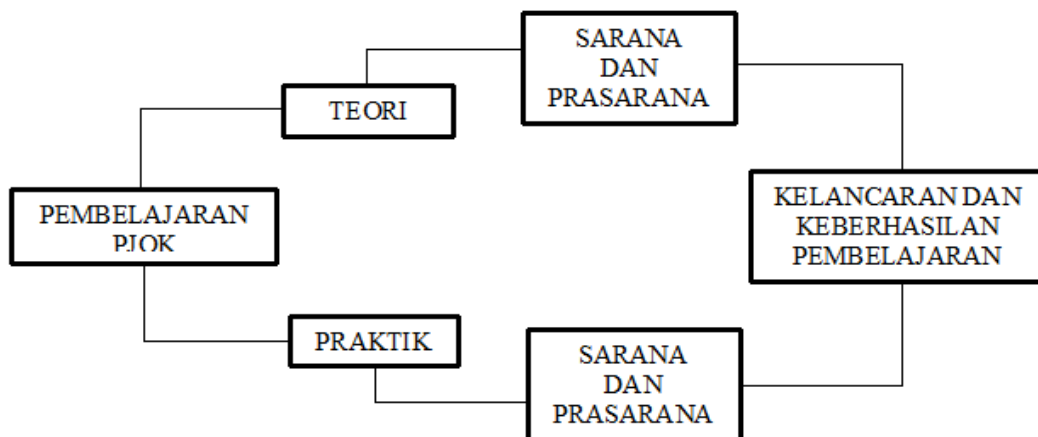 SARANA
DAN
PRASARANA
TEORI
PEMBELAJARAN
PJOK
KELANCARAN DAN
KEBERHASILAN
PEMBELAJARAN
PRAKTIK
SARANA
DAN
PRASARANA